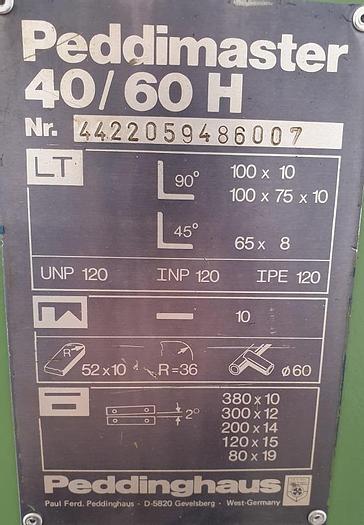 Peddimaster
40/60 H
Nr. 4422059486007
LT
90° 100 x 10
100 x 75 x 10
45° 65 x 8
UNP 120 INP 120 IPE 120
10
R 52x10 R=36 ø60
380 x 10
2° 300 x 12
200 x 14
120 x 15
80 x 19
Peddinghaus
Paul Ferd. Peddinghaus · D-5820 Gevelsberg · West-Germany